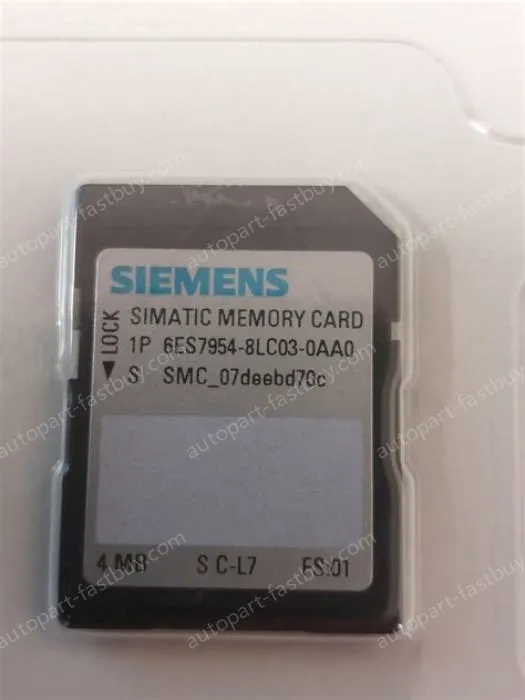 SIEMENS
SIMATIC MEMORY CARD
LOCK
1P 6ES7954-8LC03-0AA0
S SMC_07deebd70c
4 MB S C-L7 FS:01
autopart-fastbuy.com